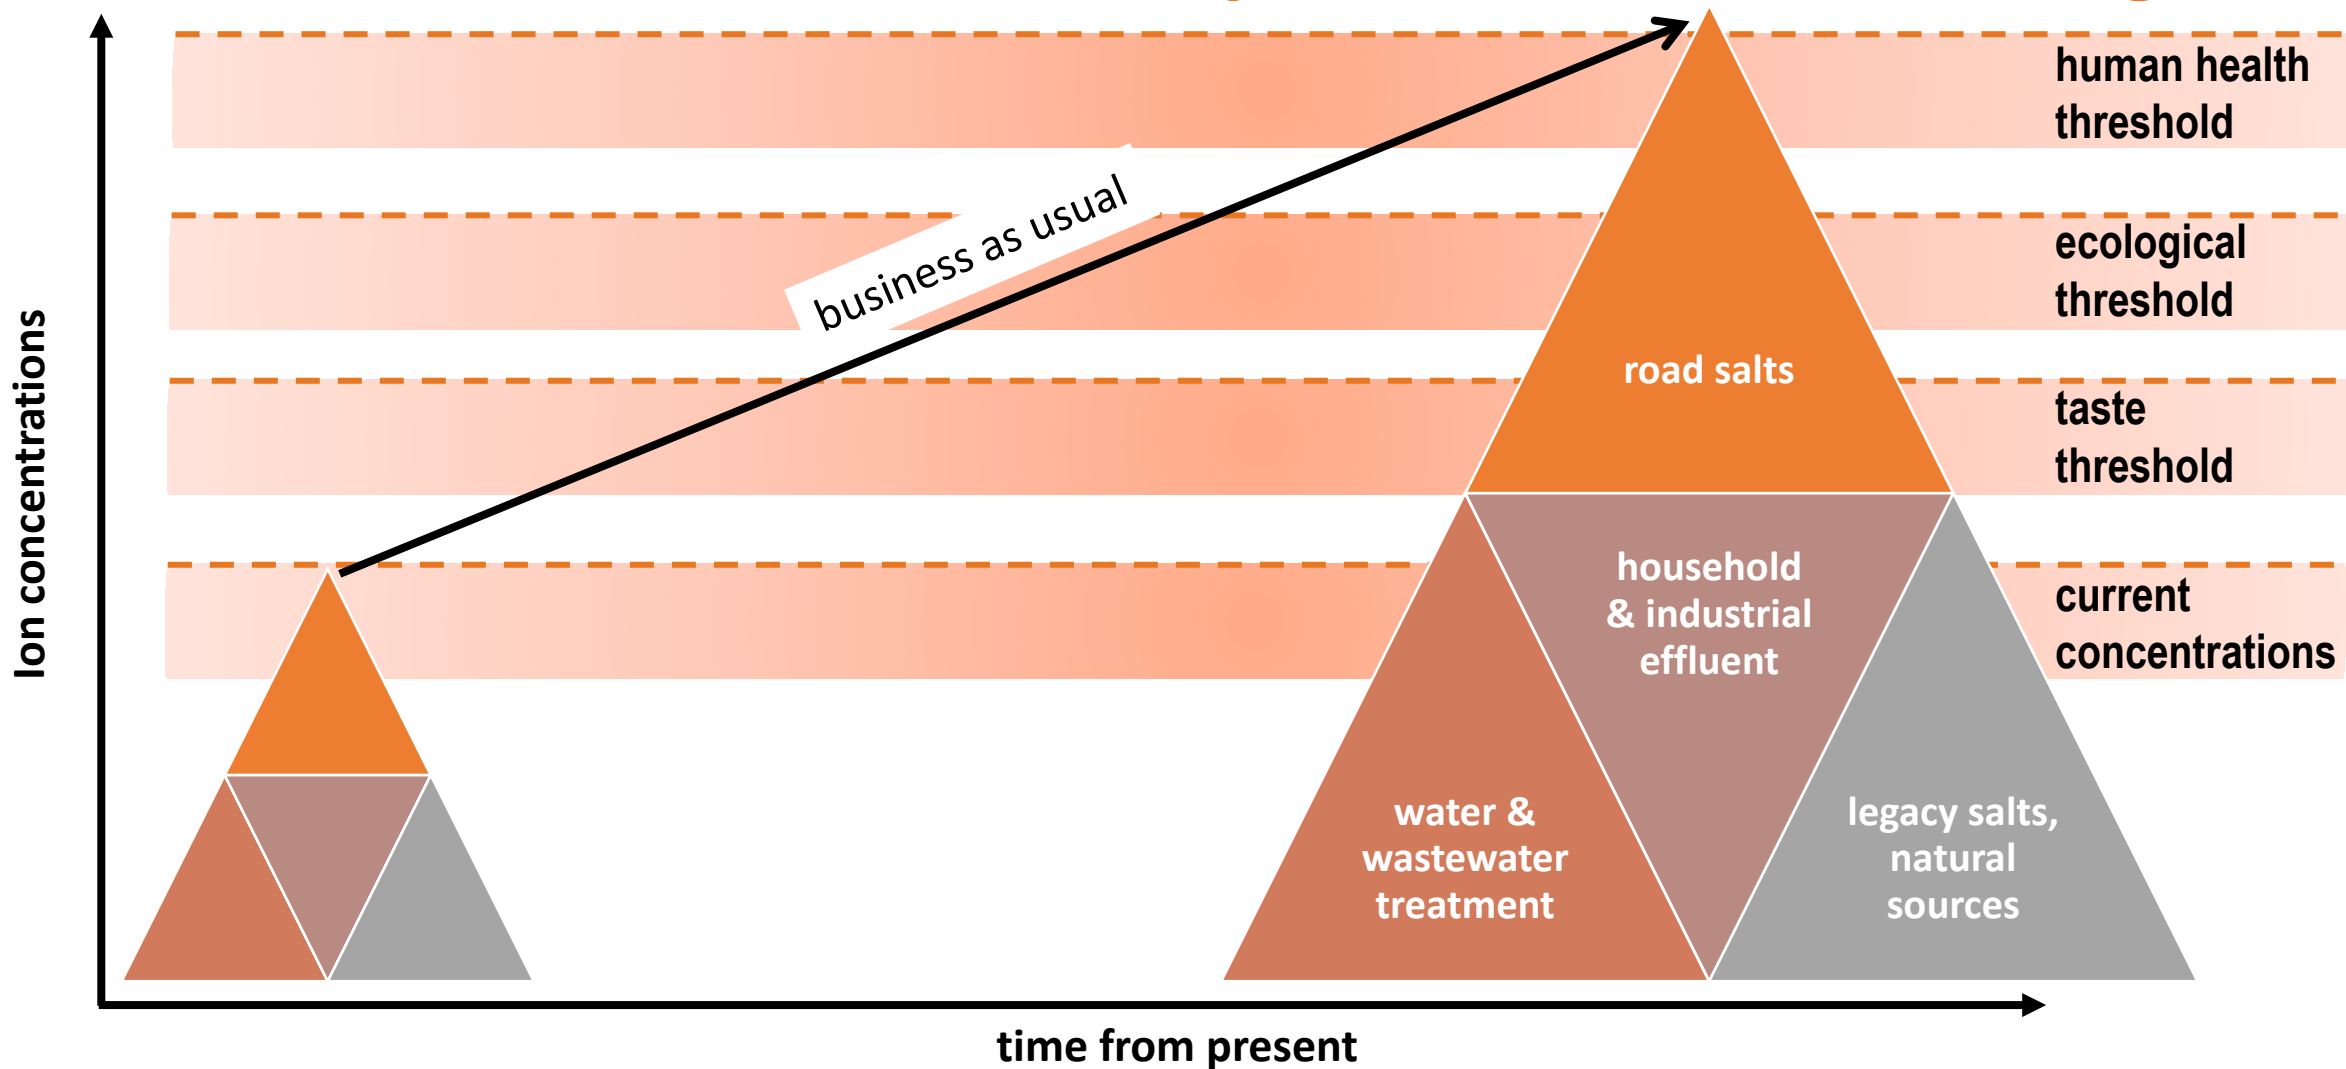 human health
threshold
business as usual
ecological
threshold
road salts
taste
threshold
Ion concentrations
household
& industrial
effluent
current
concentrations
water &
wastewater
treatment
legacy salts,
natural
sources
time from present